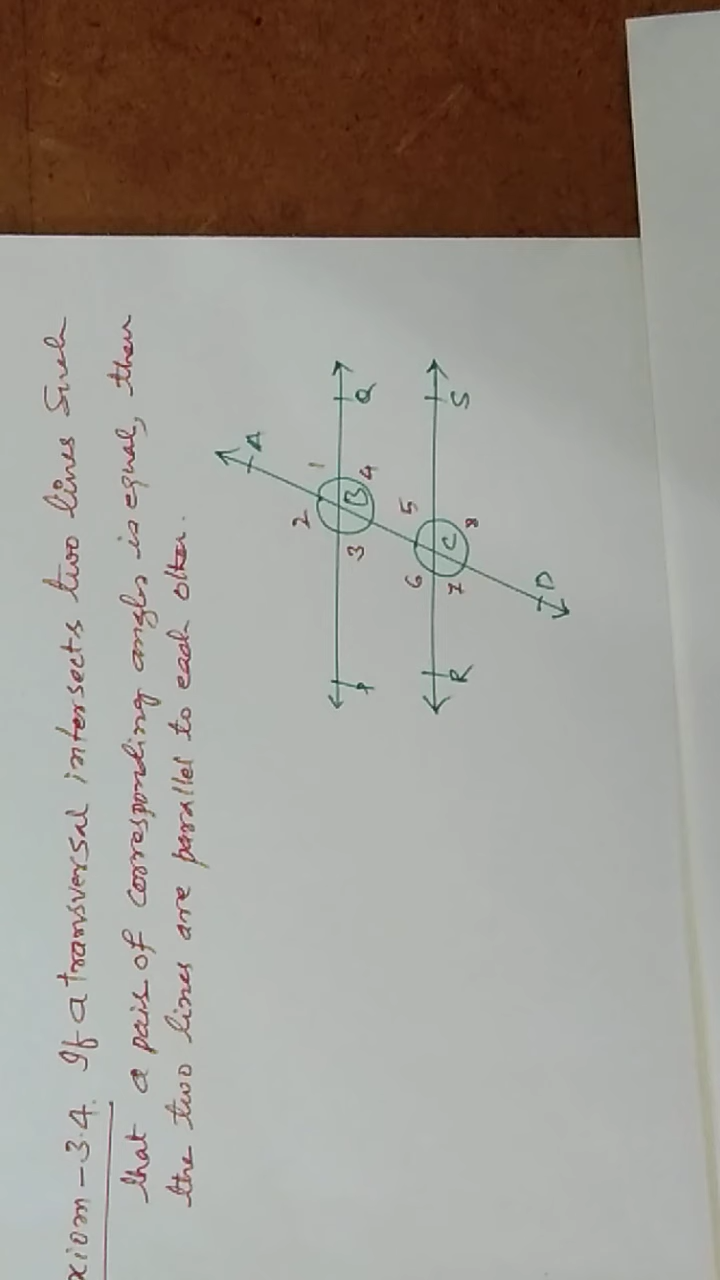 xiom - 3.4. If a transversal intersects two lines such
that a pair of corresponding angles is equal, then
the two lines are parallel to each other.
A
2 1
P B Q
3 4
6 5
R C S
7 8
D